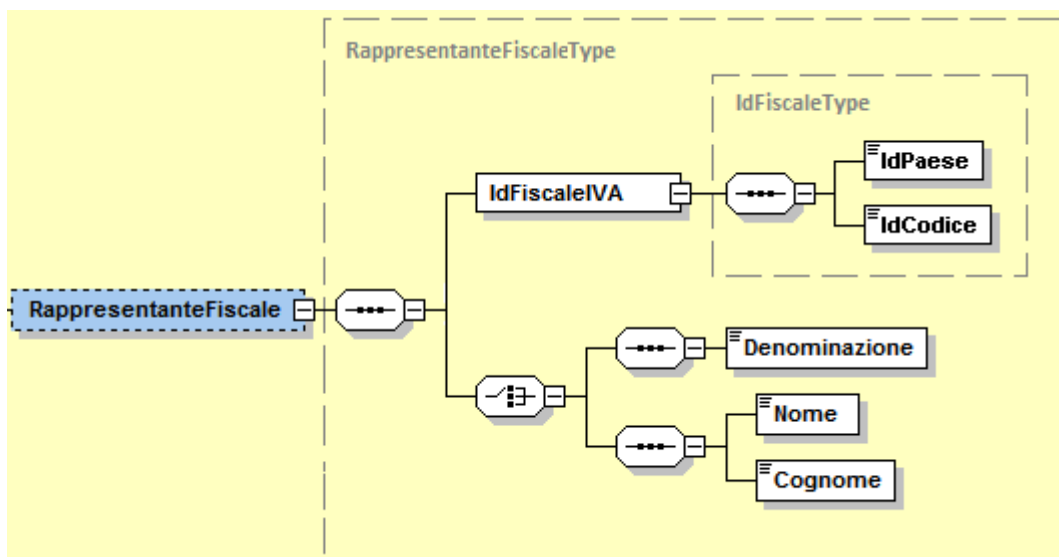 RappresentanteFiscaleType
IdFiscaleType
IdPaese
IdFiscaleIVA
IdCodice
RappresentanteFiscale
Denominazione
Nome
Cognome